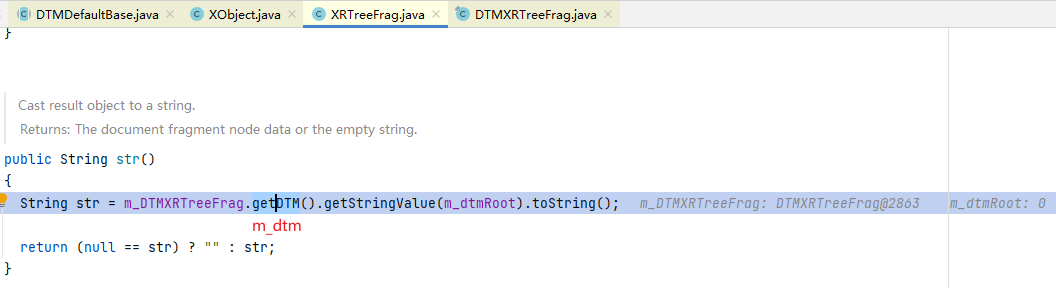 DTMDefaultBase.java XObject.java XRTreeFrag.java DTMXRTreeFrag.java
}
Cast result object to a string.
Returns: The document fragment node data or the empty string.
public String str()
{
String str = m_DTMXRTreeFrag.getDTM().getStringValue(m_dtmRoot).toString(); m_DTMXRTreeFrag: DTMXRTreeFrag@2863 m_dtmRoot: 0
m_dtm
return (null == str) ? "" : str;
}